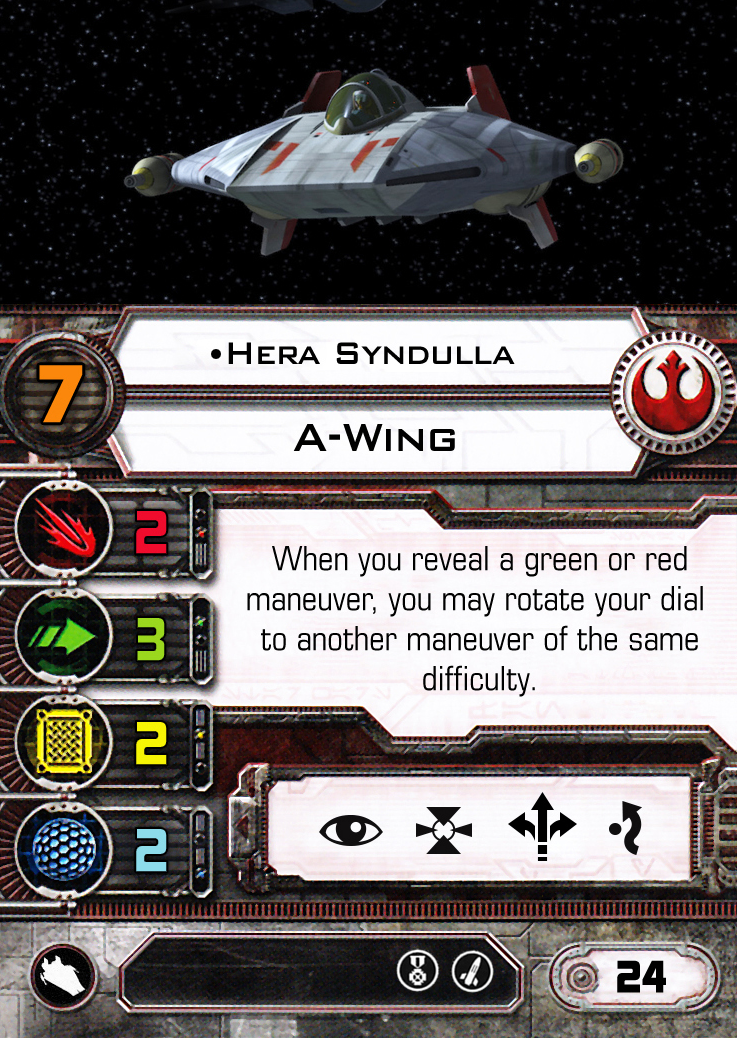 •Hera Syndulla
7
A-Wing
2
3
2
2
When you reveal a green or red
maneuver, you may rotate your dial
to another maneuver of the same
difficulty.
24